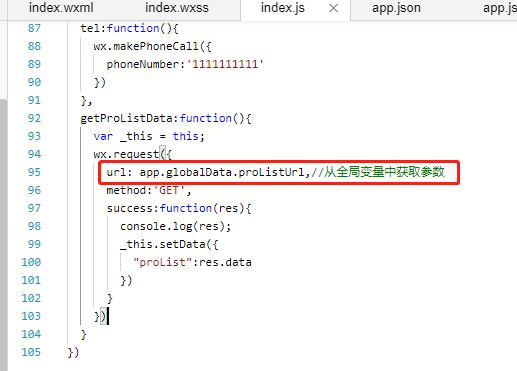 index.wxml index.wxss index.js app.json app.js
87 tel:function(){
88 wx.makePhoneCall({
89 phoneNumber:'1111111111'
90 })
91 },
92 getProListData:function(){
93 var _this = this;
94 wx.request({
95 url: app.globalData.proListUrl,//从全局变量中获取参数
96 method:'GET',
97 success:function(res){
98 console.log(res);
99 _this.setData({
100 "proList":res.data
101 })
102 }
103 })
104 }
105 })